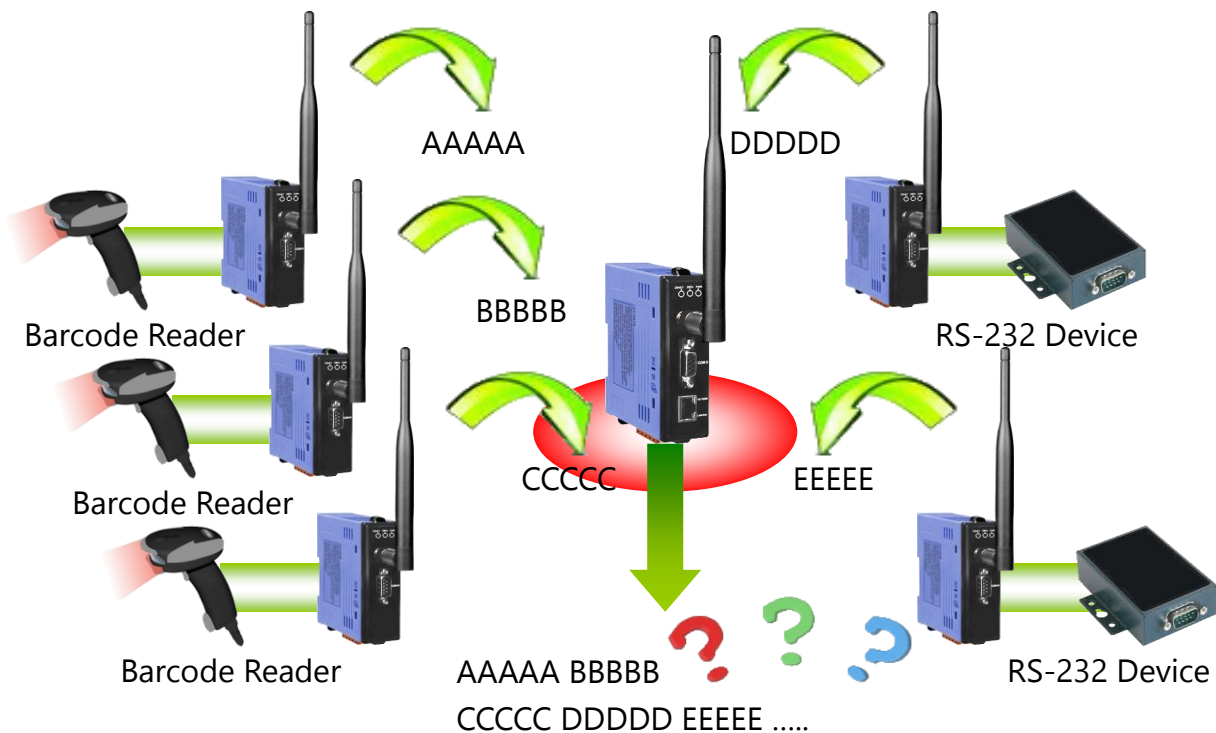 AAAAA
DDDDD
BBBBB
Barcode Reader
RS-232 Device
CCCCC
EEEEE
Barcode Reader
Barcode Reader
RS-232 Device
AAAAA BBBBB
CCCCC DDDDD EEEEE .....